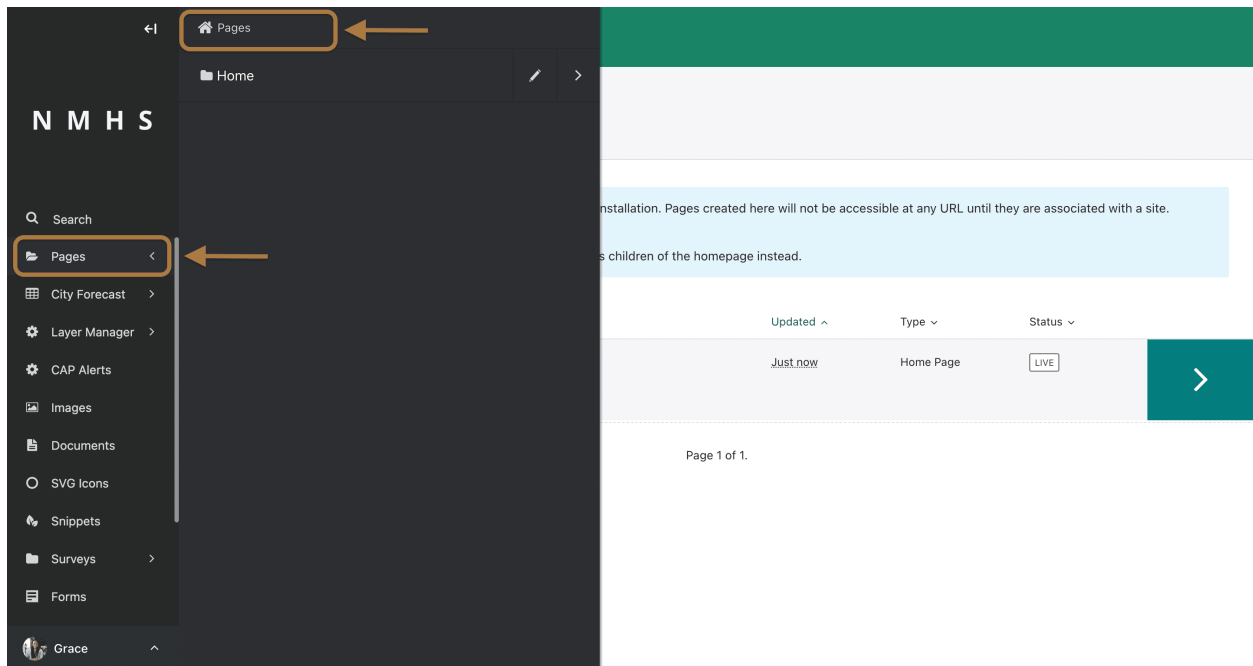 Pages
Home
N M H S
Search
nstallation. Pages created here will not be accessible at any URL until they are associated with a site.
Pages
s children of the homepage instead.
City Forecast
Updated Type Status
Layer Manager
CAP Alerts
Just now Home Page LIVE
Images
Documents
Page 1 of 1.
SVG Icons
Snippets
Surveys
Forms
Grace